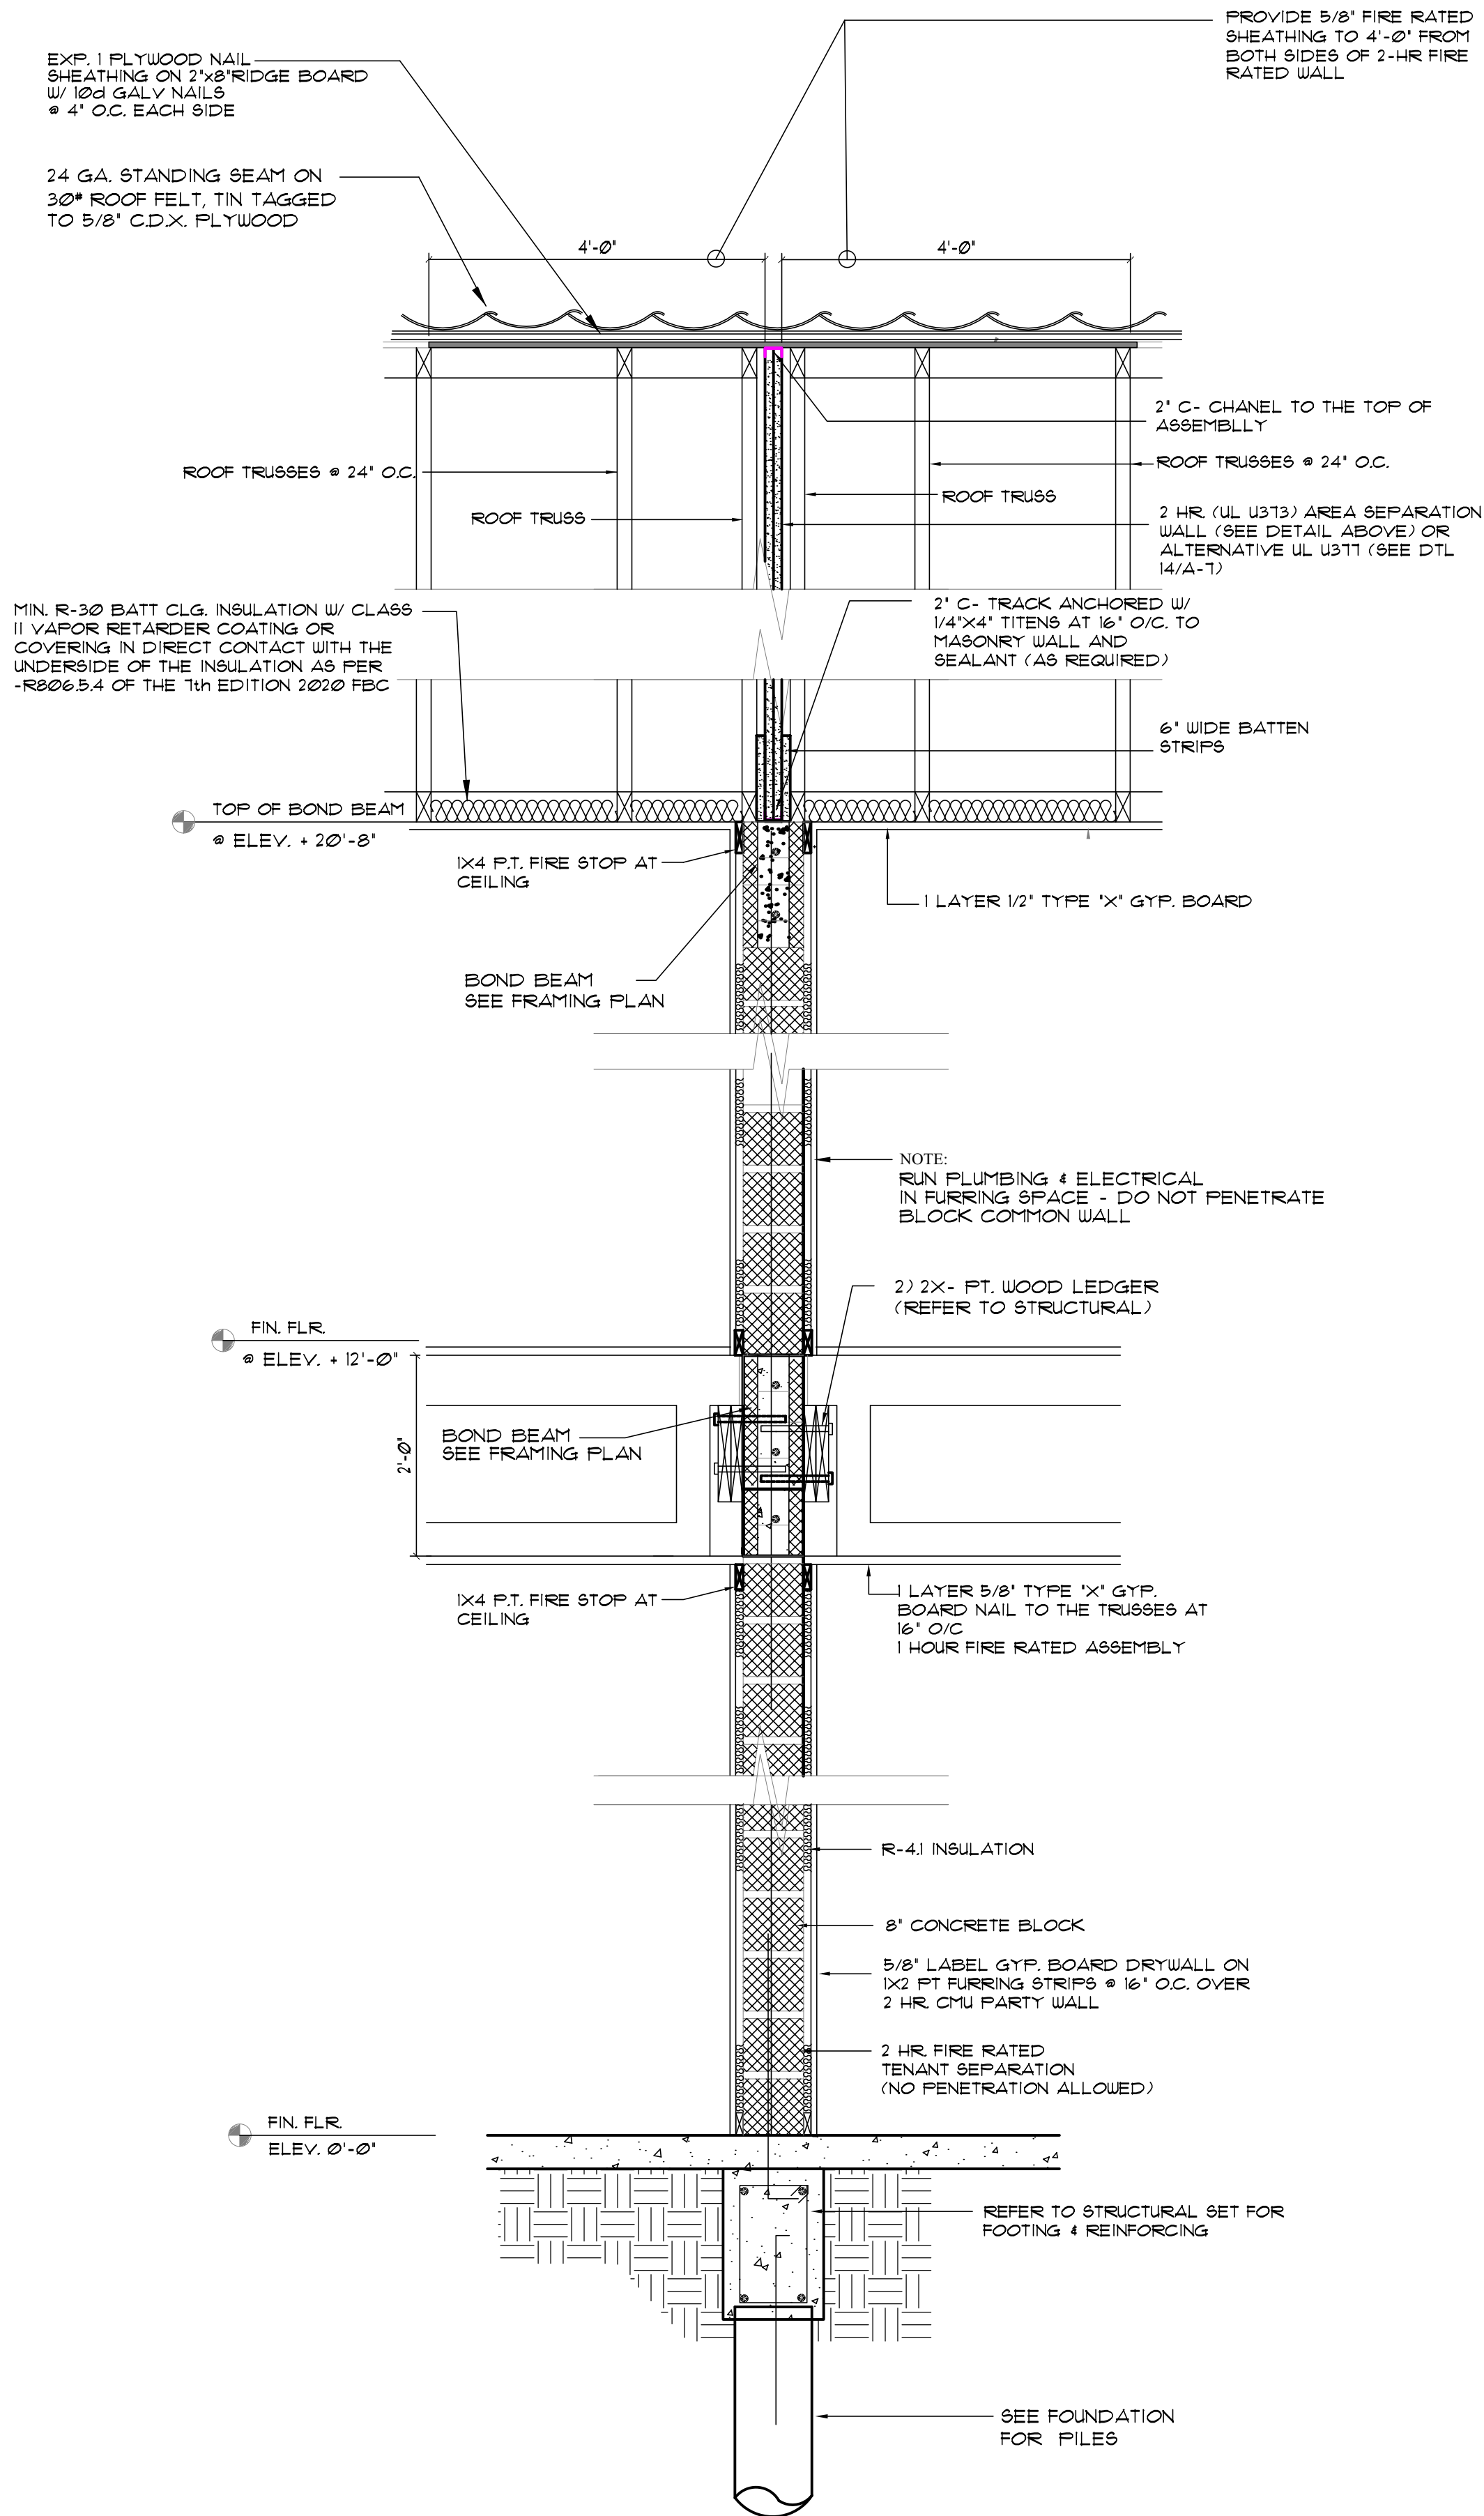 PROVIDE 5/8" FIRE RATED
SHEATHING TO 4'-0" FROM
BOTH SIDES OF 2-HR FIRE
RATED WALL
EXP. 1 PLYWOOD NAIL
SHEATHING ON 2"x8"RIDGE BOARD
W/ 10d GALV NAILS
@ 4" O.C. EACH SIDE
24 GA. STANDING SEAM ON
30# ROOF FELT, TIN TAGGED
TO 5/8" C.D.X. PLYWOOD
4'-0"
4'-0"
2" C- CHANEL TO THE TOP OF
ASSEMBLLY
ROOF TRUSSES @ 24" O.C.
ROOF TRUSSES @ 24" O.C.
ROOF TRUSS
ROOF TRUSS
2 HR. (UL U373) AREA SEPARATION
WALL (SEE DETAIL ABOVE) OR
ALTERNATIVE UL U377 (SEE DTL
14/A-7)
MIN. R-30 BATT CLG. INSULATION W/ CLASS
II VAPOR RETARDER COATING OR
COVERING IN DIRECT CONTACT WITH THE
UNDERSIDE OF THE INSULATION AS PER
-R806.5.4 OF THE 7th EDITION 2020 FBC
2" C- TRACK ANCHORED W/
1/4"X4" TITENS AT 16" O/C. TO
MASONRY WALL AND
SEALANT (AS REQUIRED)
6" WIDE BATTEN
STRIPS
TOP OF BOND BEAM
@ ELEV. + 20'-8"
1X4 P.T. FIRE STOP AT
CEILING
1 LAYER 1/2" TYPE "X" GYP. BOARD
BOND BEAM
SEE FRAMING PLAN
NOTE:
RUN PLUMBING & ELECTRICAL
IN FURRING SPACE - DO NOT PENETRATE
BLOCK COMMON WALL
2) 2X- PT. WOOD LEDGER
(REFER TO STRUCTURAL)
FIN. FLR.
@ ELEV. + 12'-0"
2'-0"
BOND BEAM
SEE FRAMING PLAN
1X4 P.T. FIRE STOP AT
CEILING
1 LAYER 5/8" TYPE "X" GYP.
BOARD NAIL TO THE TRUSSES AT
16" O/C
1 HOUR FIRE RATED ASSEMBLY
R-4.1 INSULATION
8" CONCRETE BLOCK
5/8" LABEL GYP. BOARD DRYWALL ON
1X2 PT FURRING STRIPS @ 16" O.C. OVER
2 HR. CMU PARTY WALL
2 HR. FIRE RATED
TENANT SEPARATION
(NO PENETRATION ALLOWED)
FIN. FLR.
ELEV. 0'-0"
REFER TO STRUCTURAL SET FOR
FOOTING & REINFORCING
SEE FOUNDATION
FOR PILES